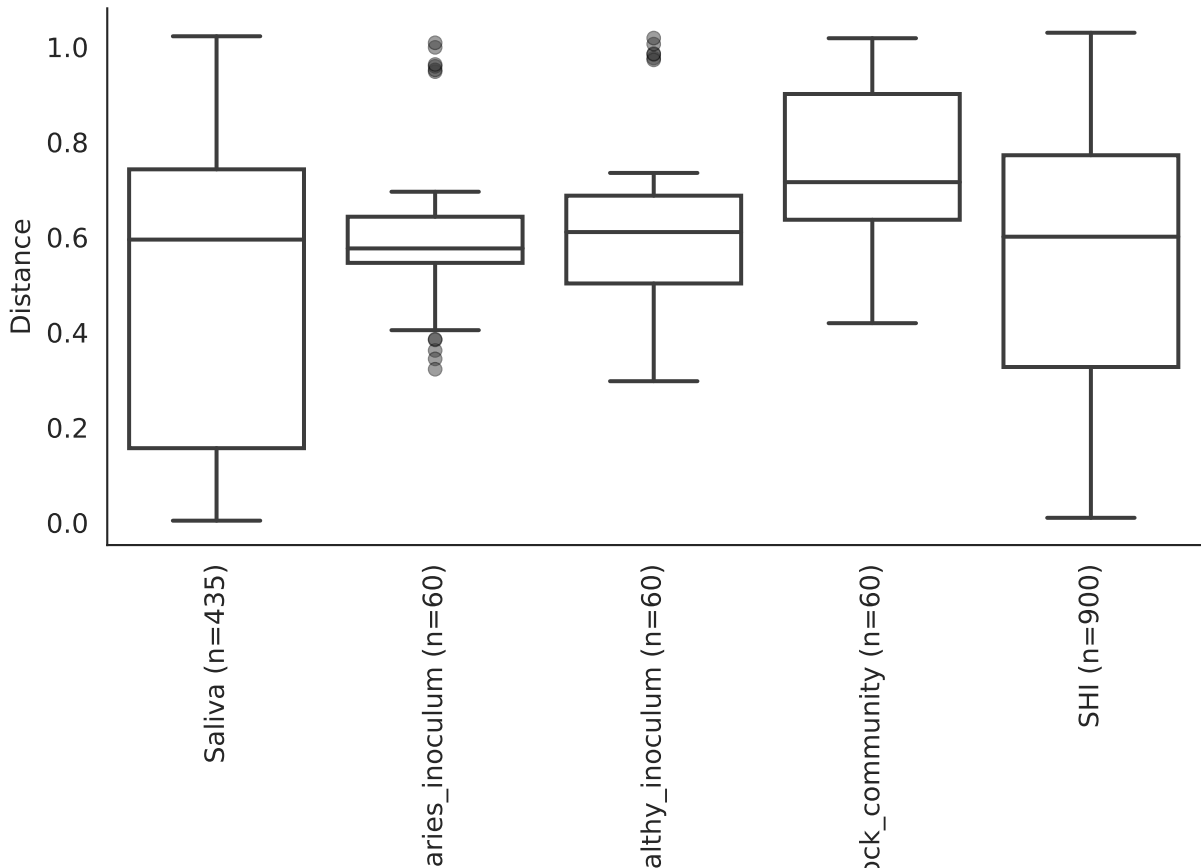 Distance
1.0
0.8
0.6
0.4
0.2
0.0
Saliva (n=435)
aries_inoculum (n=60)
althy_inoculum (n=60)
ock_community (n=60)
SHI (n=900)